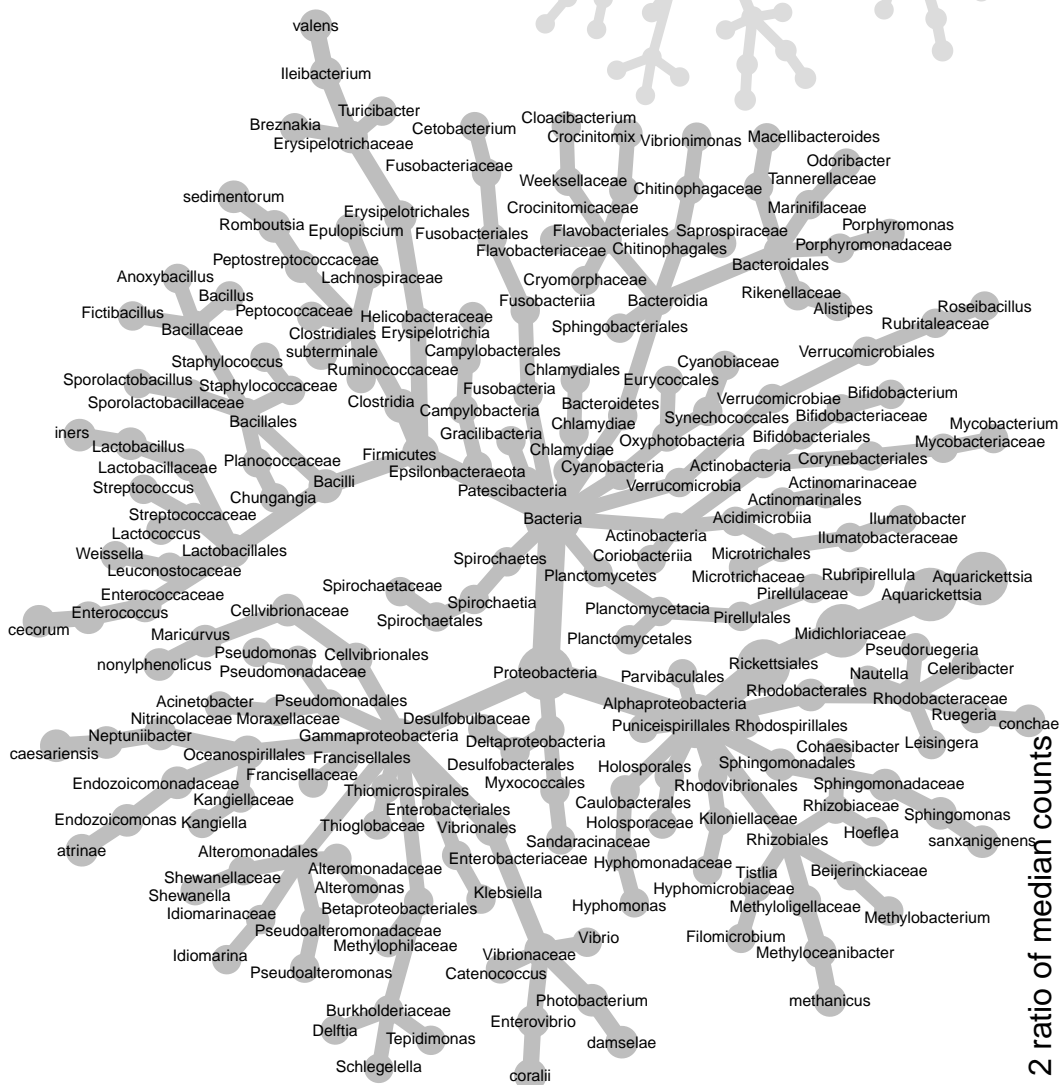 valens
Ileibacterium
Turicibacter
Breznakia
Cetobacterium
Cloacibacterium
Crocinitomix
Vibrionimonas
Macellibacteroides
Erysipelotrichaceae
Odoribacter
Fusobacteriaceae
Weeksellaceae
Chitinophagaceae
Tannerellaceae
sedimentorum
Erysipelotrichales
Crocinitomicaceae
Marinifilaceae
Romboutsia
Epulopiscium
Fusobacteriales
Flavobacteriales
Saprospiraceae
Porphyromonas
Flavobacteriaceae
Chitinophagales
Porphyromonadaceae
Peptostreptococcaceae
Bacteroidales
Anoxybacillus
Lachnospiraceae
Cryomorphaceae
Bacillus
Fusobacteriia
Bacteroidia
Rikenellaceae
Fictibacillus
Peptococcaceae
Helicobacteraceae
Alistipes
Roseibacillus
Bacillaceae
Clostridiales
Erysipelotrichia
Sphingobacteriales
Rubritaleaceae
subterminale
Campylobacterales
Verrucomicrobiales
Staphylococcus
Ruminococcaceae
Chlamydiales
Cyanobiaceae
Sporolactobacillus
Staphylococcaceae
Fusobacteria
Eurycoccales
Sporolactobacillaceae
Clostridia
Campylobacteria
Bacteroidetes
Verrucomicrobiae
Bifidobacterium
Bacillales
Chlamydiae
Synechococcales
Bifidobacteriaceae
Mycobacterium
iners
Gracilibacteria
Oxyphotobacteria
Bifidobacteriales
Mycobacteriaceae
Lactobacillus
Firmicutes
Chlamydiae
Lactobacillaceae
Planococcaceae
Epsilonbacteraeota
Cyanobacteria
Actinobacteria
Corynebacteriales
Streptococcus
Chungangia
Bacilli
Patescibacteria
Verrucomicrobia
Actinomarinaceae
Actinomarinales
Streptococcaceae
Bacteria
Acidimicrobiia
Ilumatobacter
Lactococcus
Actinobacteria
Ilumatobacteraceae
Weissella
Lactobacillales
Spirochaetes
Coriobacteriia
Microtrichales
Leuconostocaceae
Planctomycetes
Microtrichaceae
Rubripirellula
Aquarickettsia
Enterococcaceae
Spirochaetaceae
Pirellulaceae
Aquarickettsia
Enterococcus
Cellvibrionaceae
Spirochaetia
Planctomycetacia
cecorum
Maricurvus
Spirochaetales
Planctomycetales
Pirellulales
Midichloriaceae
Pseudomonas
Cellvibrionales
Pseudoruegeria
nonylphenolicus
Pseudomonadaceae
Proteobacteria
Parvibaculales
Rickettsiales
Nautella
Celeribacter
Acinetobacter
Pseudomonadales
Alphaproteobacteria
Rhodobacterales
Rhodobacteraceae
Nitrincolaceae
Moraxellaceae
Desulfobulbaceae
Puniceispirillales
Rhodospirillales
Ruegeria
conchae
Neptuniibacter
Gammaproteobacteria
Deltaproteobacteria
Cohaesibacter
Leisingera
caesariensis
Oceanospirillales
Francisellales
Desulfobacterales
Holosporales
Sphingomonadales
Endozoicomonadaceae
Francisellaceae
Myxococcales
Rhodovibrionales
Sphingomonadaceae
Kangiellaceae
Thiomicrospirales
Caulobacterales
Rhizobiaceae
Endozoicomonas
Kangiella
Thioglobaceae
Enterobacteriales
Vibrionales
Holosporaceae
Kiloniellaceae
Hoeflea
Sphingomonas
atrinae
Alteromonadales
Sandaracinaceae
Rhizobiales
sanxanigenens
Enterobacteriaceae
Hyphomonadaceae
Shewanellaceae
Alteromonadaceae
Tistlia
Beijerinckiaceae
Shewanella
Alteromonas
Klebsiella
Hyphomicrobiaceae
Idiomarinaceae
Betaproteobacteriales
Hyphomonas
Methyloligellaceae
Methylobacterium
Pseudoalteromonadaceae
Vibrio
Filomicrobium
Idiomarina
Methylophilaceae
Vibrionaceae
Methyloceanibacter
Pseudoalteromonas
Catenococcus
Burkholderiaceae
Photobacterium
methanicus
Delftia
Tepidimonas
Enterovibrio
damselae
Schlegelella
coralii
2 ratio of median counts